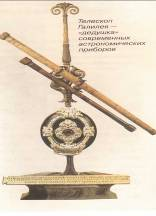 Телескоп
Галилея —
«дедушка»
современных
астрономических
приборов